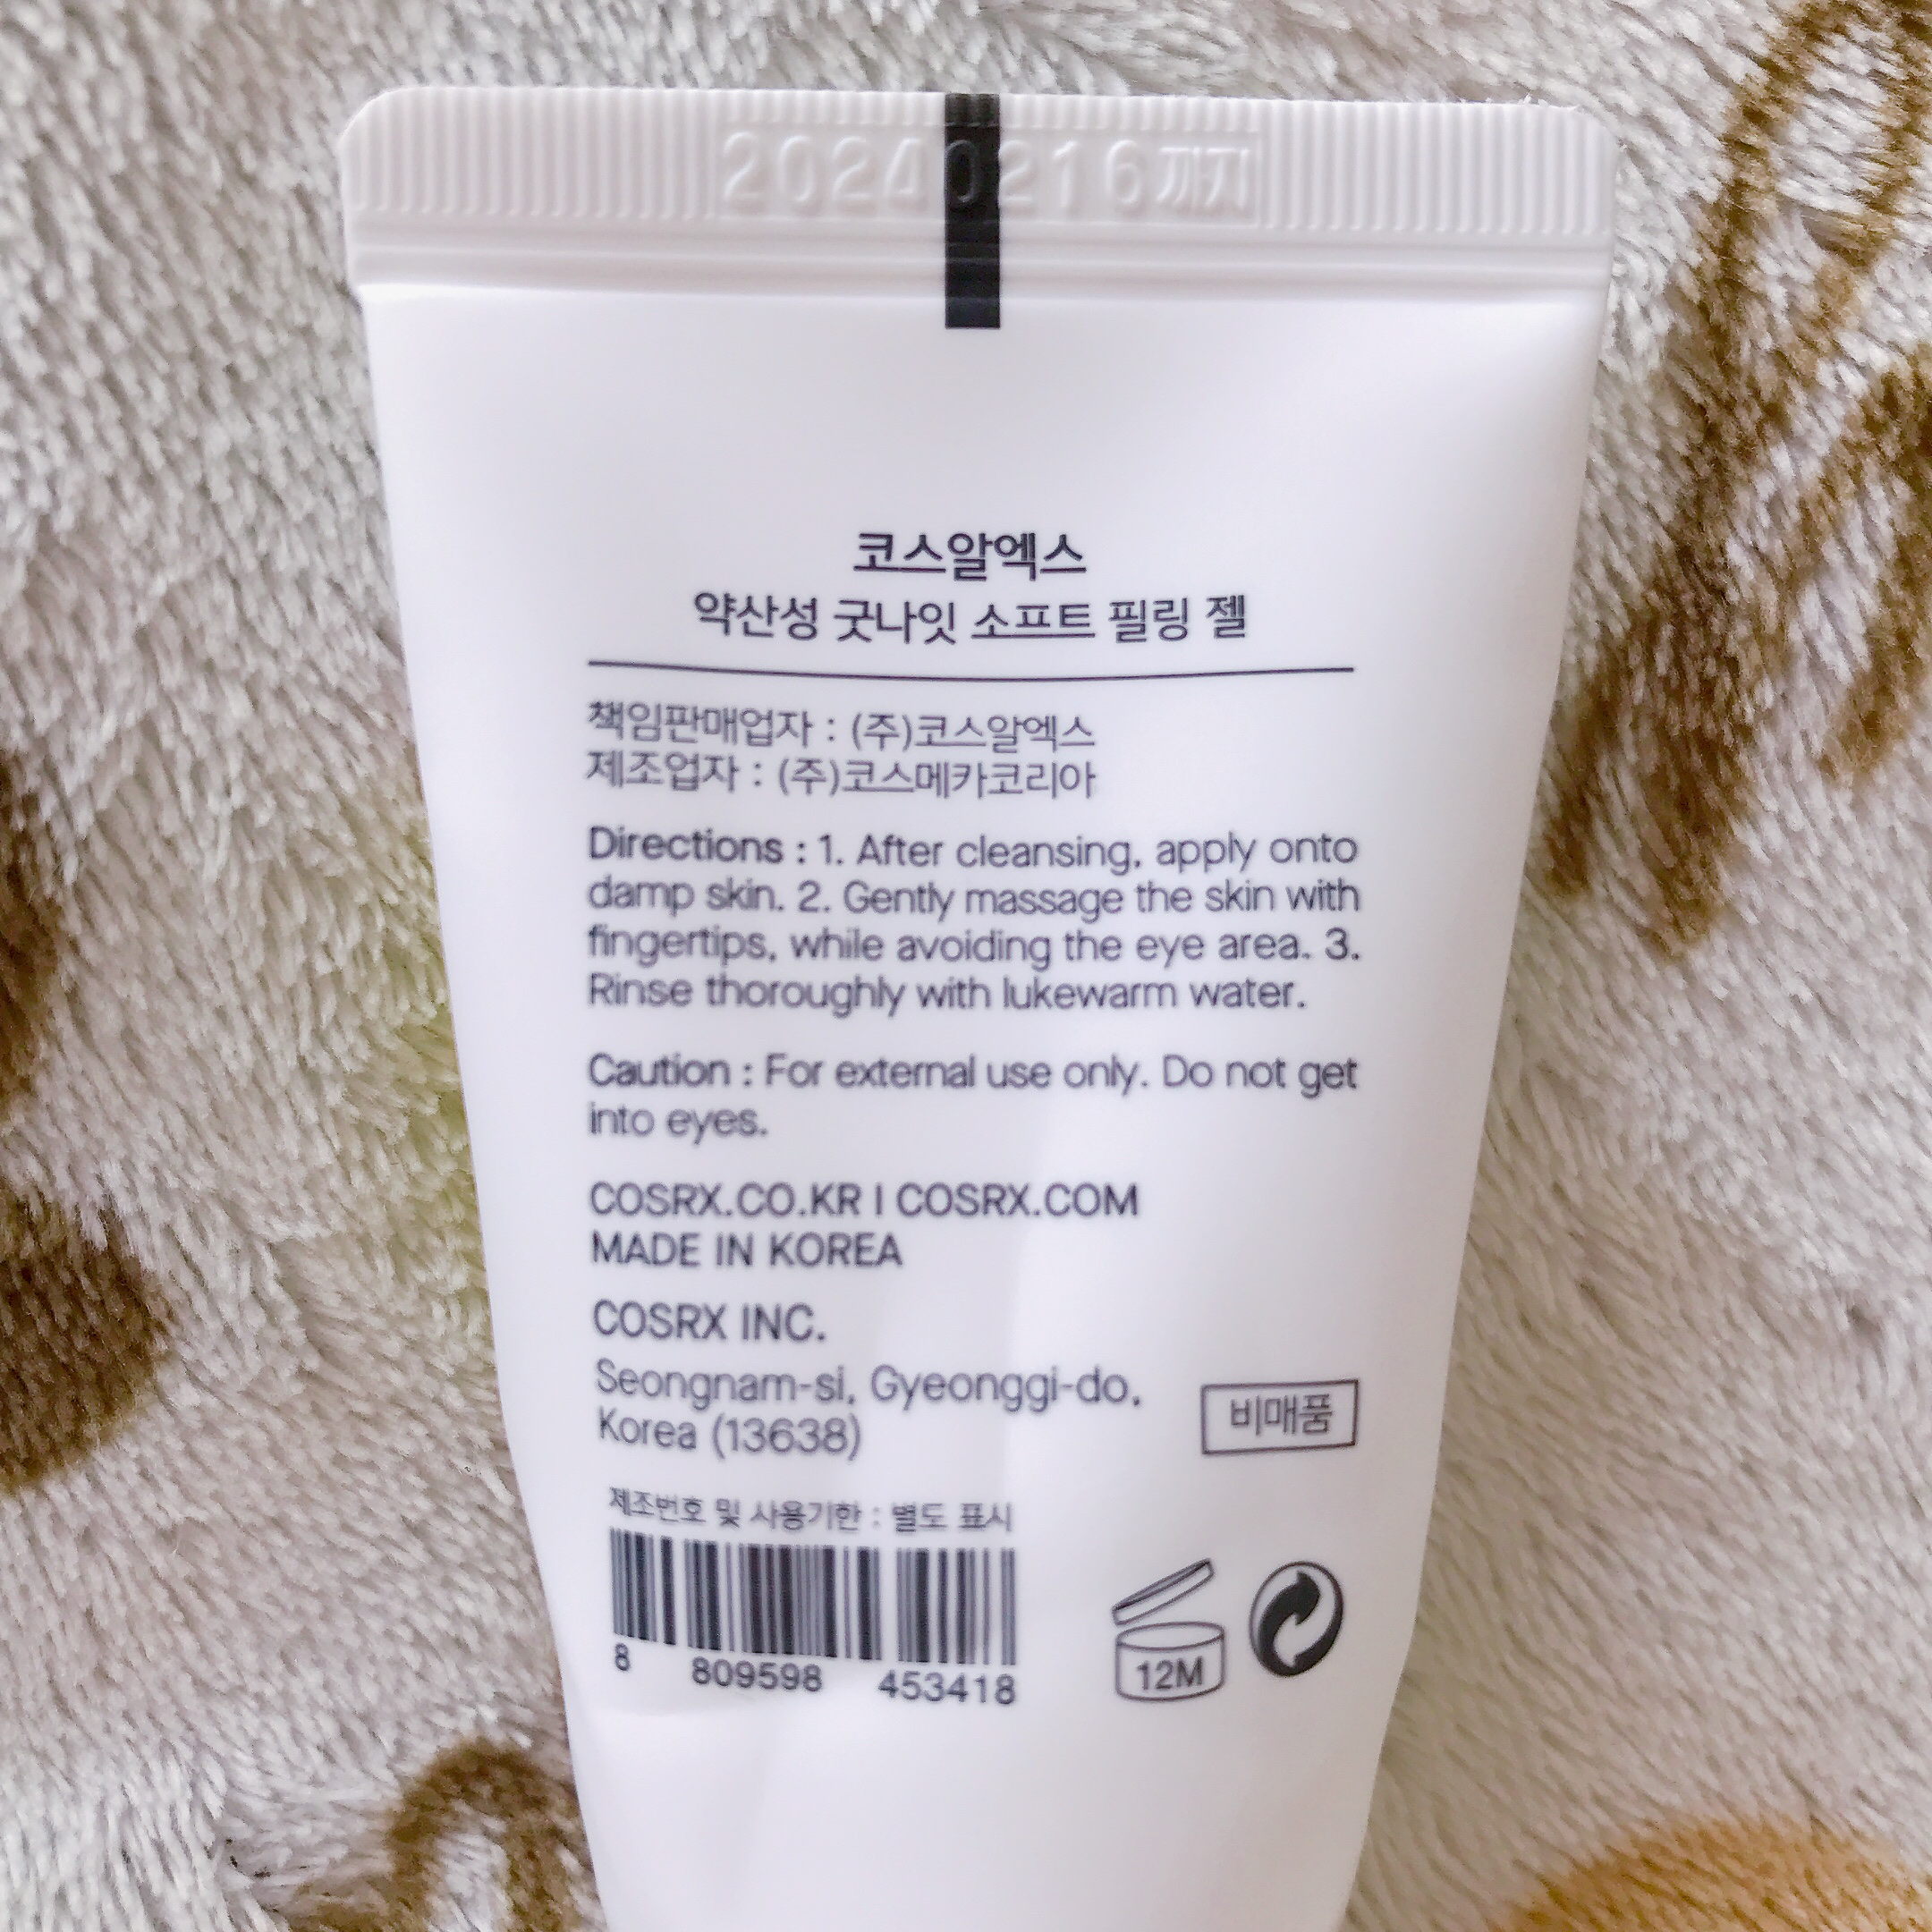 20240216까지
코스알엑스
약산성 굿나잇 소프트 필링 젤
책임판매업자 : (주)코스알엑스
제조업자 : (주)코스메카코리아
Directions : 1. After cleansing, apply onto
damp skin. 2. Gently massage the skin with
fingertips, while avoiding the eye area. 3.
Rinse thoroughly with lukewarm water.
Caution : For external use only. Do not get
into eyes.
COSRX.CO.KR | COSRX.COM
MADE IN KOREA
COSRX INC.
Seongnam-si, Gyeonggi-do,
Korea (13638)
비매품
제조번호 및 사용기한 : 별도 표시
8 809598 453418
12M